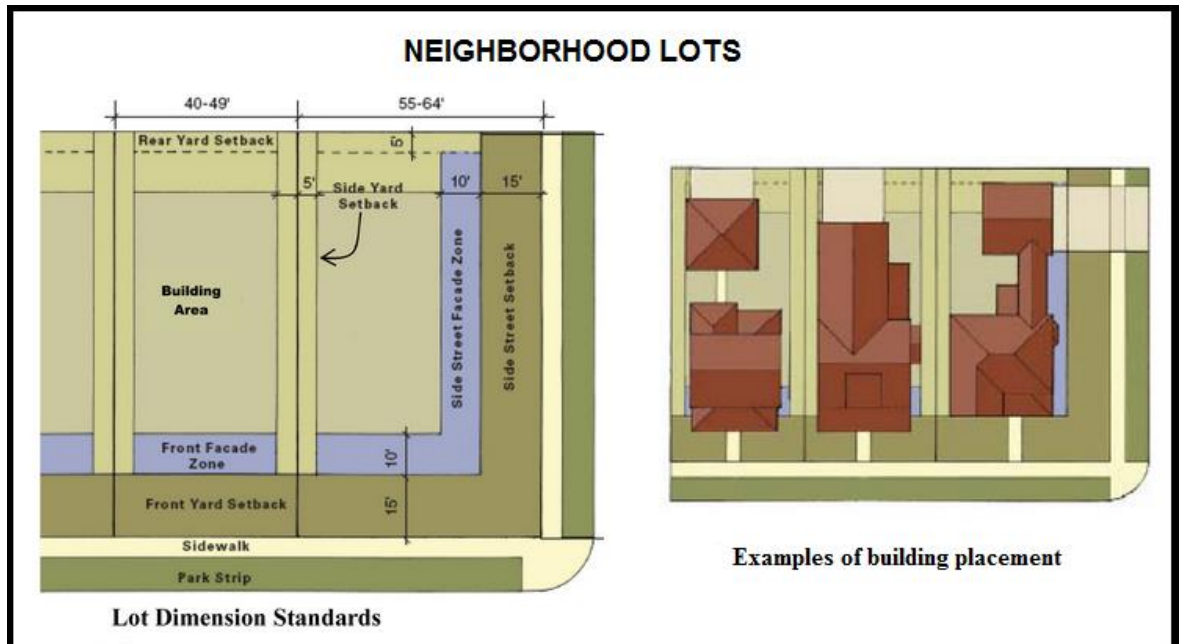 NEIGHBORHOOD LOTS
40-49'
55-64'
Rear Yard Setback
5'
5'
Side Yard
Setback
10'
15'
Building
Area
Side Street Facade Zone
Side Street Setback
Front Facade
Zone
10'
Front Yard Setback
15'
Sidewalk
Park Strip
Lot Dimension Standards
Examples of building placement